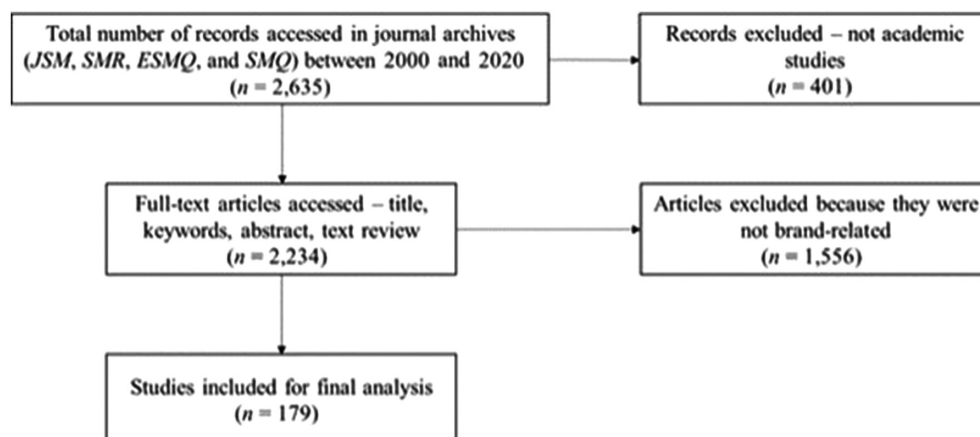 Total number of records accessed in journal archives
(JSM, SMR, ESMQ, and SMQ) between 2000 and 2020
(n = 2,635)
Records excluded – not academic
studies
(n = 401)
Full-text articles accessed – title,
keywords, abstract, text review
(n = 2,234)
Articles excluded because they were
not brand-related
(n = 1,556)
Studies included for final analysis
(n = 179)